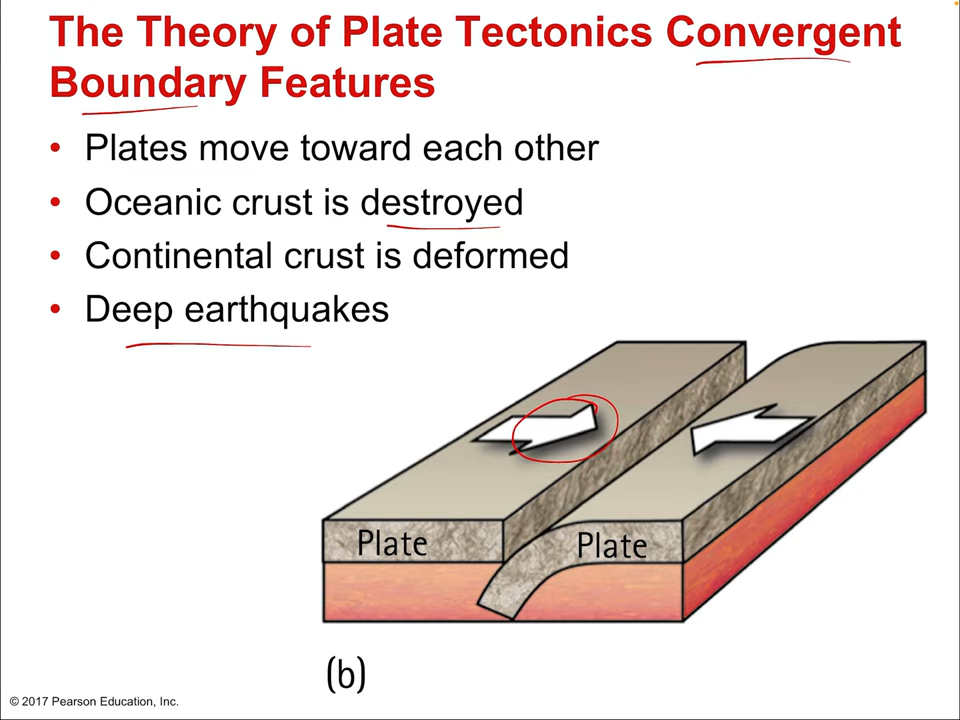 The Theory of Plate Tectonics Convergent
Boundary Features
• Plates move toward each other
• Oceanic crust is destroyed
• Continental crust is deformed
• Deep earthquakes
Plate
Plate
(b)
© 2017 Pearson Education, Inc.